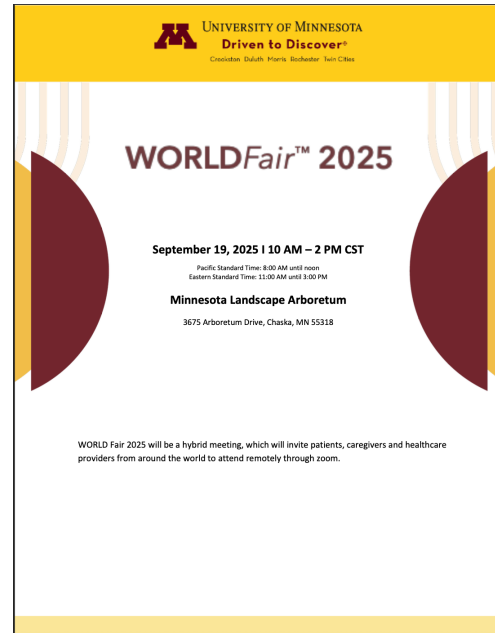 M
UNIVERSITY OF MINNESOTA
Driven to Discover®
Crookston Duluth Morris Rochester Twin Cities
WORLDFair™ 2025
September 19, 2025 I 10 AM – 2 PM CST
Pacific Standard Time: 8:00 AM until noon
Eastern Standard Time: 11:00 AM until 3:00 PM
Minnesota Landscape Arboretum
3675 Arboretum Drive, Chaska, MN 55318
WORLD Fair 2025 will be a hybrid meeting, which will invite patients, caregivers and healthcare
providers from around the world to attend remotely through zoom.